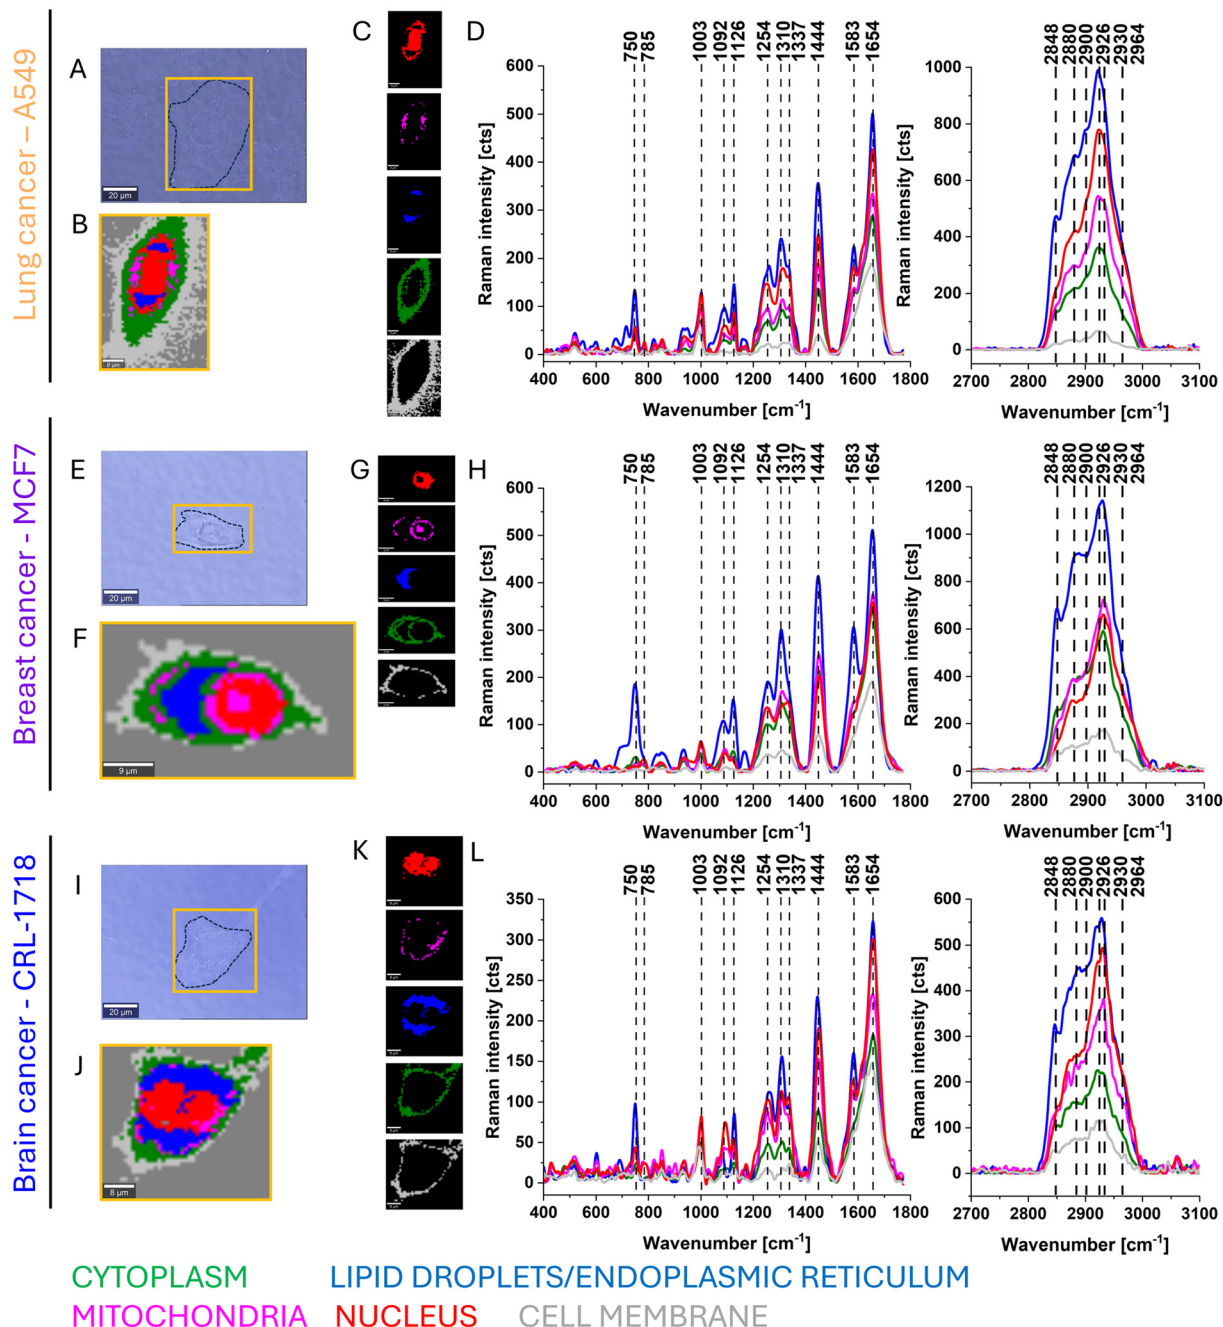 Lung cancer – A549
A
20 µm
B
C
D
750
785
1003
1092
1126
1254
1310
1337
1444
1583
1654
600
500
400
300
200
100
0
Raman intensity [cts]
400 600 800 1000 1200 1400 1600 1800
Wavenumber [cm-1]
2848
2880
2900
2926
2930
2964
1000
800
600
400
200
0
Raman intensity [cts]
2700 2800 2900 3000 3100
Wavenumber [cm-1]
Breast cancer - MCF7
E
20 µm
F
9 µm
G
H
750
785
1003
1092
1126
1254
1310
1337
1444
1583
1654
600
500
400
300
200
100
0
Raman intensity [cts]
400 600 800 1000 1200 1400 1600 1800
Wavenumber [cm-1]
2848
2880
2900
2926
2930
2964
1200
1000
800
600
400
200
0
Raman intensity [cts]
2700 2800 2900 3000 3100
Wavenumber [cm-1]
Brain cancer - CRL-1718
I
20 µm
J
8 µm
K
L
750
785
1003
1092
1126
1254
1310
1337
1444
1583
1654
350
300
250
200
150
100
50
0
Raman intensity [cts]
400 600 800 1000 1200 1400 1600 1800
Wavenumber [cm-1]
2848
2880
2900
2926
2930
2964
600
500
400
300
200
100
0
Raman intensity [cts]
2700 2800 2900 3000 3100
Wavenumber [cm-1]
CYTOPLASM LIPID DROPLETS/ENDOPLASMIC RETICULUM
MITOCHONDRIA NUCLEUS CELL MEMBRANE